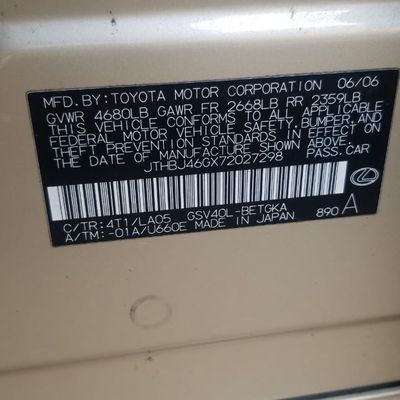 MFD. BY: TOYOTA MOTOR CORPORATION 06/06
GVWR 4680LB GAWR FR 2668LB RR 2359LB
THIS VEHICLE CONFORMS TO ALL APPLICABLE
FEDERAL MOTOR VEHICLE SAFETY, BUMPER, AND
THEFT PREVENTION STANDARDS IN EFFECT ON
THE DATE OF MANUFACTURE SHOWN ABOVE.
JTHBJ46GX72027298 PASS. CAR
C/TR: 4T1/LA05 GSV40L-BETGKA
A/TM: -01A/U660E MADE IN JAPAN 890 A